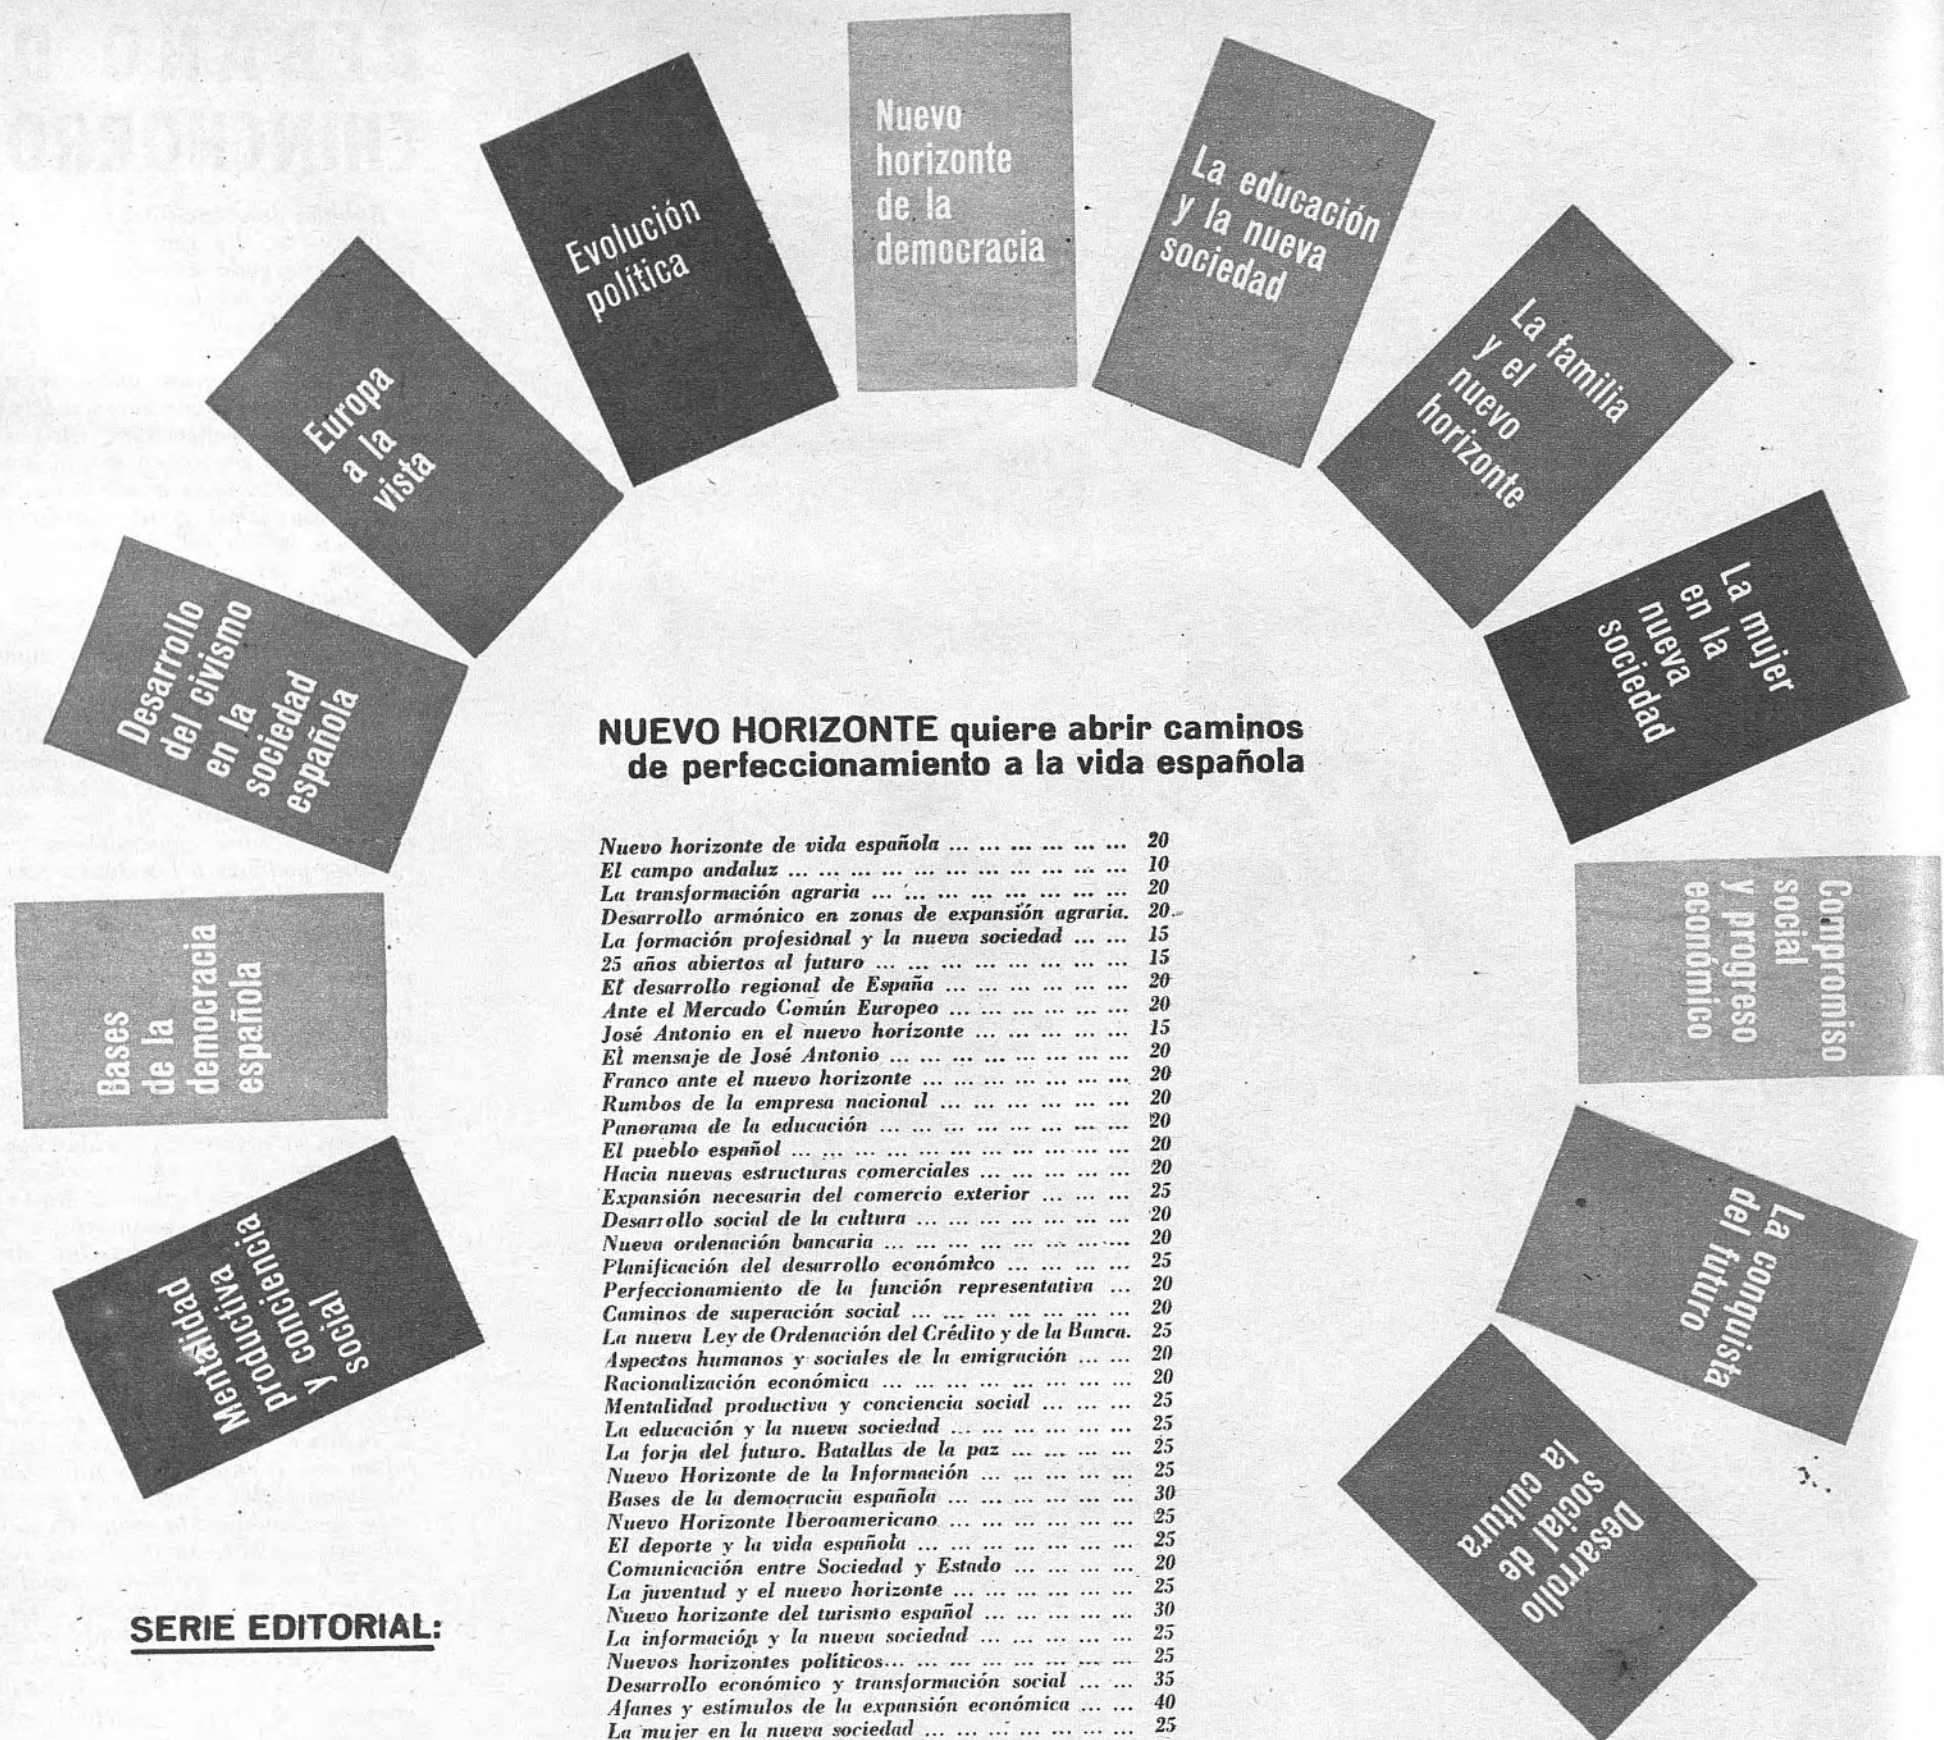 Nuevo
horizonte
de la
democracia
La educación
y la nueva
sociedad
Evolución
política
La familia
y el
nuevo
horizonte
Europa
a la
vista
La mujer
en la
nueva
sociedad
Desarrollo
del civismo
en la
sociedad
española
Compromiso
social
y progreso
económico
Bases
de la
democracia
española
La conquista
del futuro
Mentalidad
productiva
y conciencia
social
Desarrollo
social de
la cultura
NUEVO HORIZONTE quiere abrir caminos
de perfeccionamiento a la vida española
Nuevo horizonte de vida española ... ... ... ... ... ... 20
El campo andaluz ... ... ... ... ... ... ... ... ... ... ... 10
La transformación agraria ... ... ... ... ... ... ... ... 20
Desarrollo armónico en zonas de expansión agraria. 20
La formación profesional y la nueva sociedad ... ... 15
25 años abiertos al futuro ... ... ... ... ... ... ... ... 15
El desarrollo regional de España ... ... ... ... ... ... 20
Ante el Mercado Común Europeo ... ... ... ... ... ... 20
José Antonio en el nuevo horizonte ... ... ... ... ... 15
El mensaje de José Antonio ... ... ... ... ... ... ... ... 20
Franco ante el nuevo horizonte ... ... ... ... ... ... ... 20
Rumbos de la empresa nacional ... ... ... ... ... ... 20
Panorama de la educación ... ... ... ... ... ... ... ... 20
El pueblo español ... ... ... ... ... ... ... ... ... ... ... 20
Hacia nuevas estructuras comerciales ... ... ... ... ... 20
Expansión necesaria del comercio exterior ... ... ... 25
Desarrollo social de la cultura ... ... ... ... ... ... ... 20
Nueva ordenación bancaria ... ... ... ... ... ... ... ... 20
Planificación del desarrollo económico ... ... ... ... 25
Perfeccionamiento de la función representativa ... 20
Caminos de superación social ... ... ... ... ... ... ... 20
La nueva Ley de Ordenación del Crédito y de la Banca. 25
Aspectos humanos y sociales de la emigración ... ... 20
Racionalización económica ... ... ... ... ... ... ... ... 20
Mentalidad productiva y conciencia social ... ... ... 25
La educación y la nueva sociedad ... ... ... ... ... ... 25
La forja del futuro. Batallas de la paz ... ... ... ... 25
Nuevo Horizonte de la Información ... ... ... ... ... 25
Bases de la democracia española ... ... ... ... ... ... 30
Nuevo Horizonte Iberoamericano ... ... ... ... ... ... 25
El deporte y la vida española ... ... ... ... ... ... ... 25
Comunicación entre Sociedad y Estado ... ... ... ... 20
La juventud y el nuevo horizonte ... ... ... ... ... ... 25
Nuevo horizonte del turismo español ... ... ... ... ... 30
La información y la nueva sociedad ... ... ... ... ... 25
Nuevos horizontes políticos... ... ... ... ... ... ... ... 25
Desarrollo económico y transformación social ... ... 35
Afanes y estímulos de la expansión económica ... ... 40
La mujer en la nueva sociedad ... ... ... ... ... ... ... 25
SERIE EDITORIAL: